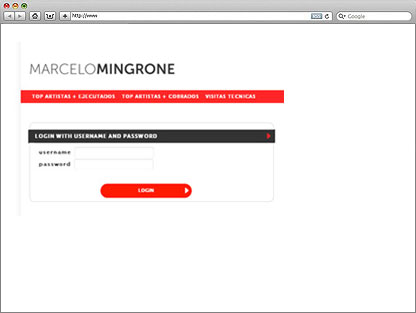 http://www
Google
MARCELOMINGRONE
TOP ARTISTAS + EJECUTADOS TOP ARTISTAS + COBRADOS VISITAS TECNICAS
LOGIN WITH USERNAME AND PASSWORD
username
password
LOGIN